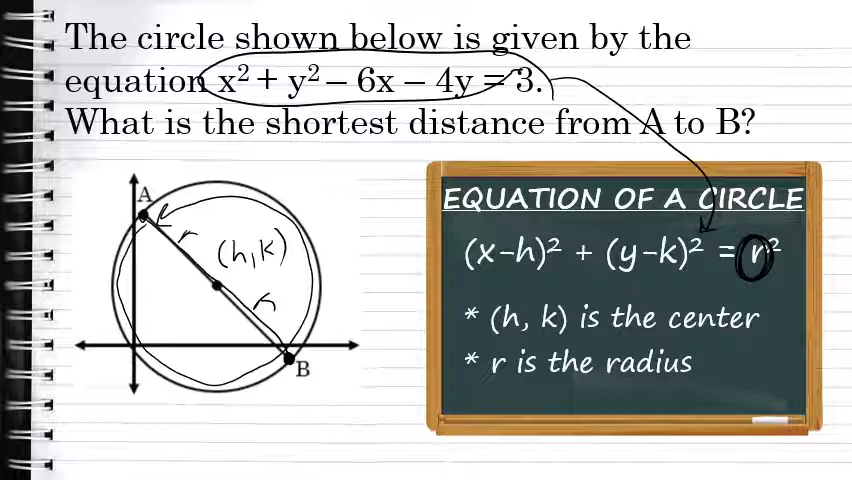 The circle shown below is given by the
equation x² + y² – 6x – 4y = 3.
What is the shortest distance from A to B?
A
r
(h,k)
r
B
EQUATION OF A CIRCLE
(x-h)² + (y-k)² = r²
* (h, k) is the center
* r is the radius